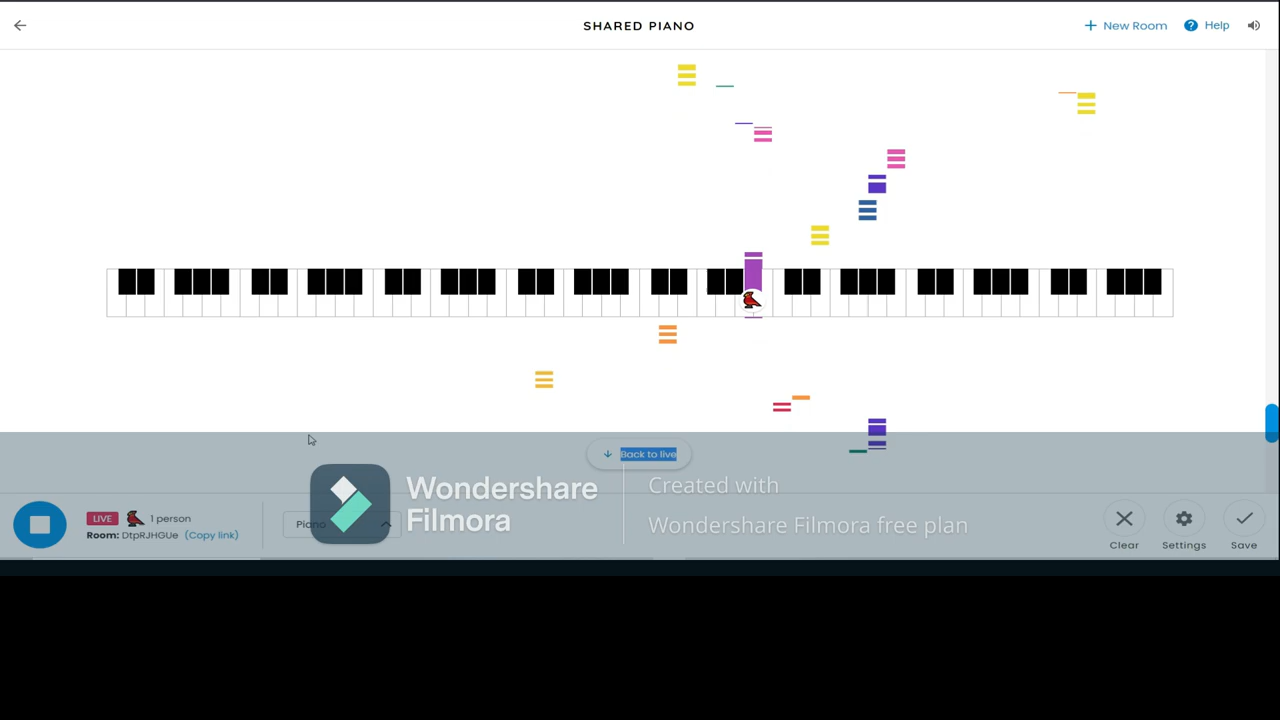 SHARED PIANO
New Room
Help
Back to live
Wondershare
Filmora
Created with
Wondershare Filmora free plan
LIVE 1 person
Room: DtpRJHGUe (Copy link)
Piano
Clear
Settings
Save